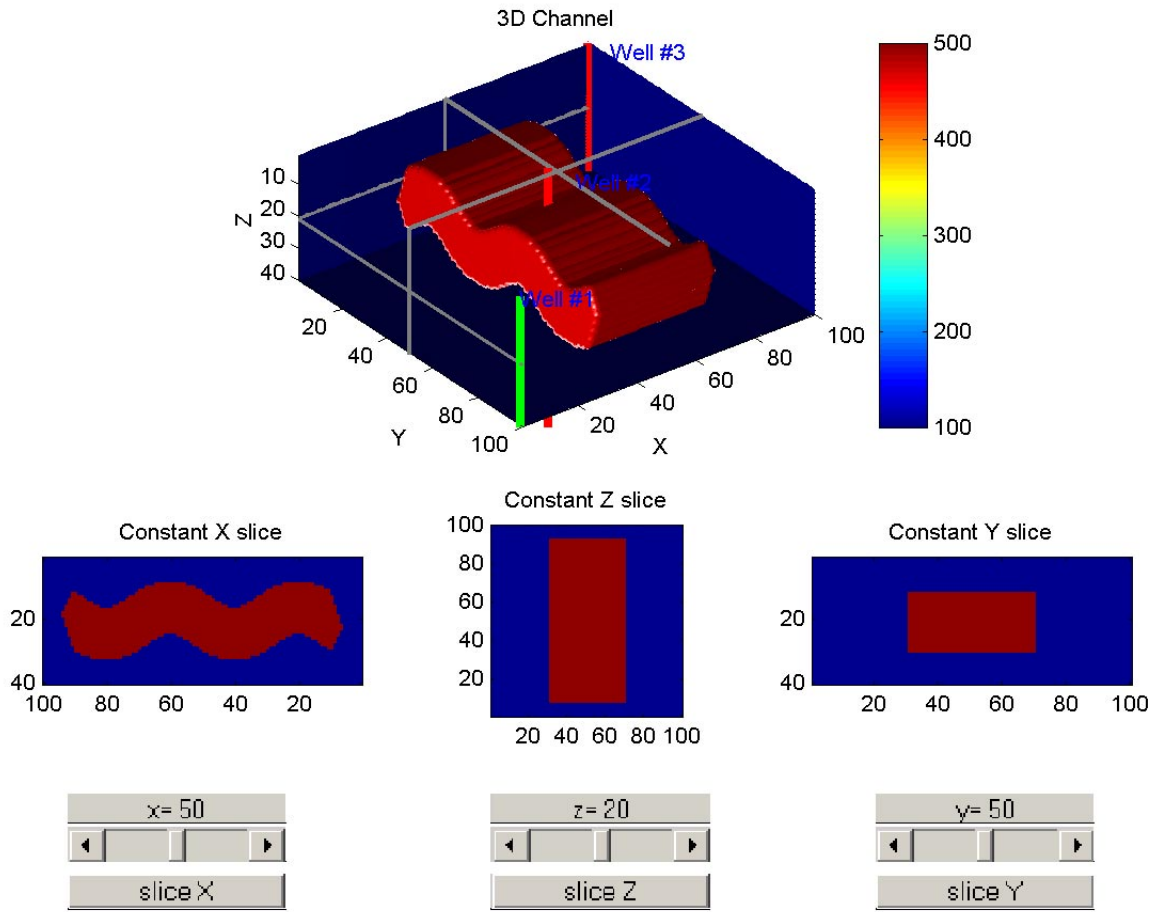 3D Channel
Well #3
Well #2
Well #1
Z
10
20
30
40
20
40
60
80
100
Y
20
40
60
80
100
X
500
400
300
200
100
Constant X slice
20
40
100 80 60 40 20
Constant Z slice
100
80
60
40
20
20 40 60 80 100
Constant Y slice
20
40
20 40 60 80 100
x= 50
z= 20
y= 50
slice X
slice Z
slice Y